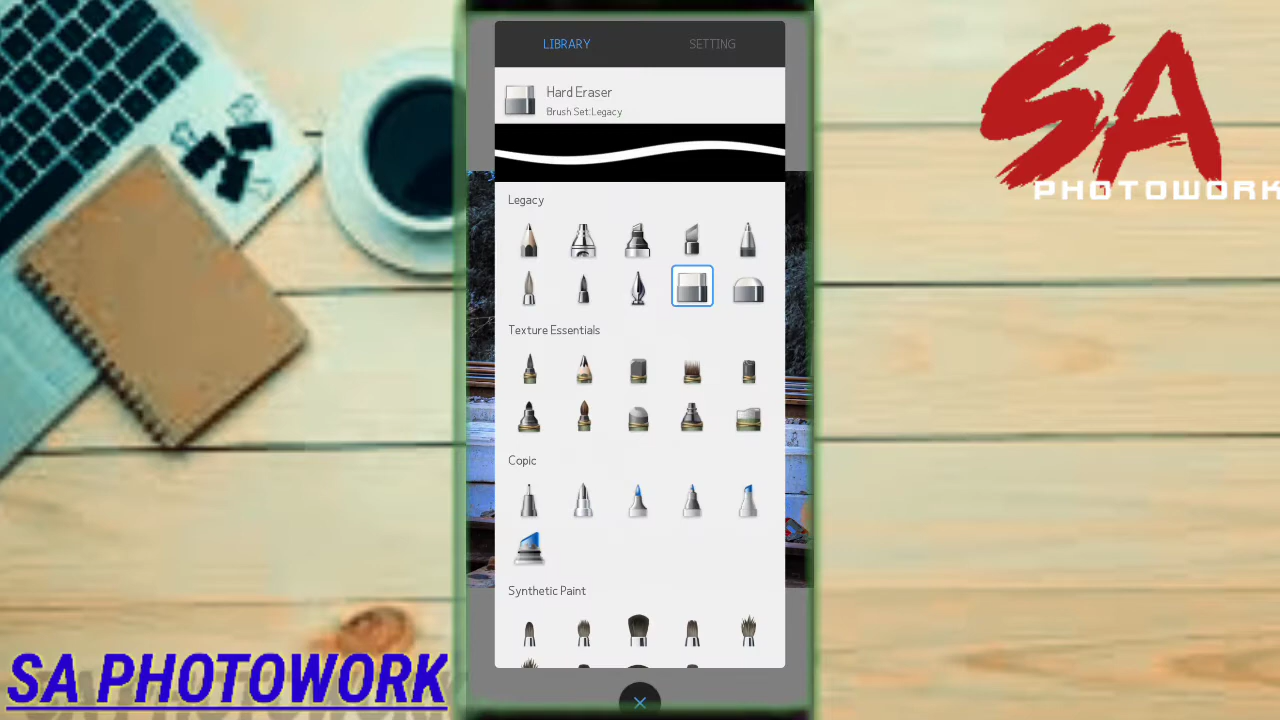 LIBRARY
SETTING
Hard Eraser
Brush Set:Legacy
Legacy
Texture Essentials
Copic
Synthetic Paint
SA
PHOTOWORK
SA PHOTOWORK